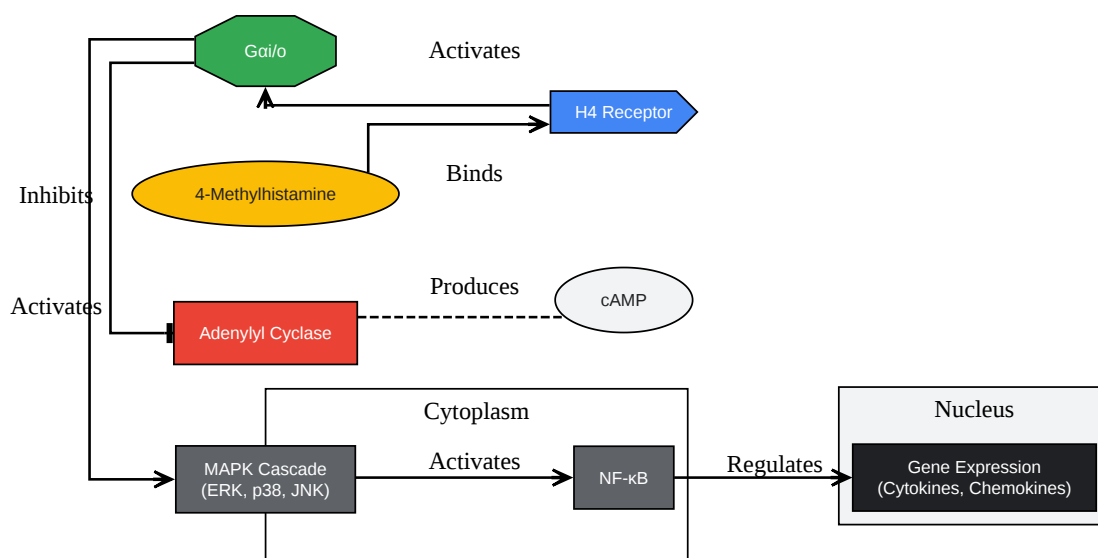 Gαi/o
Activates
H4 Receptor
Binds
4-Methylhistamine
Inhibits
Produces
cAMP
Activates
Adenylyl Cyclase
Cytoplasm
Nucleus
MAPK Cascade
(ERK, p38, JNK)
Activates
NF-κB
Regulates
Gene Expression
(Cytokines, Chemokines)